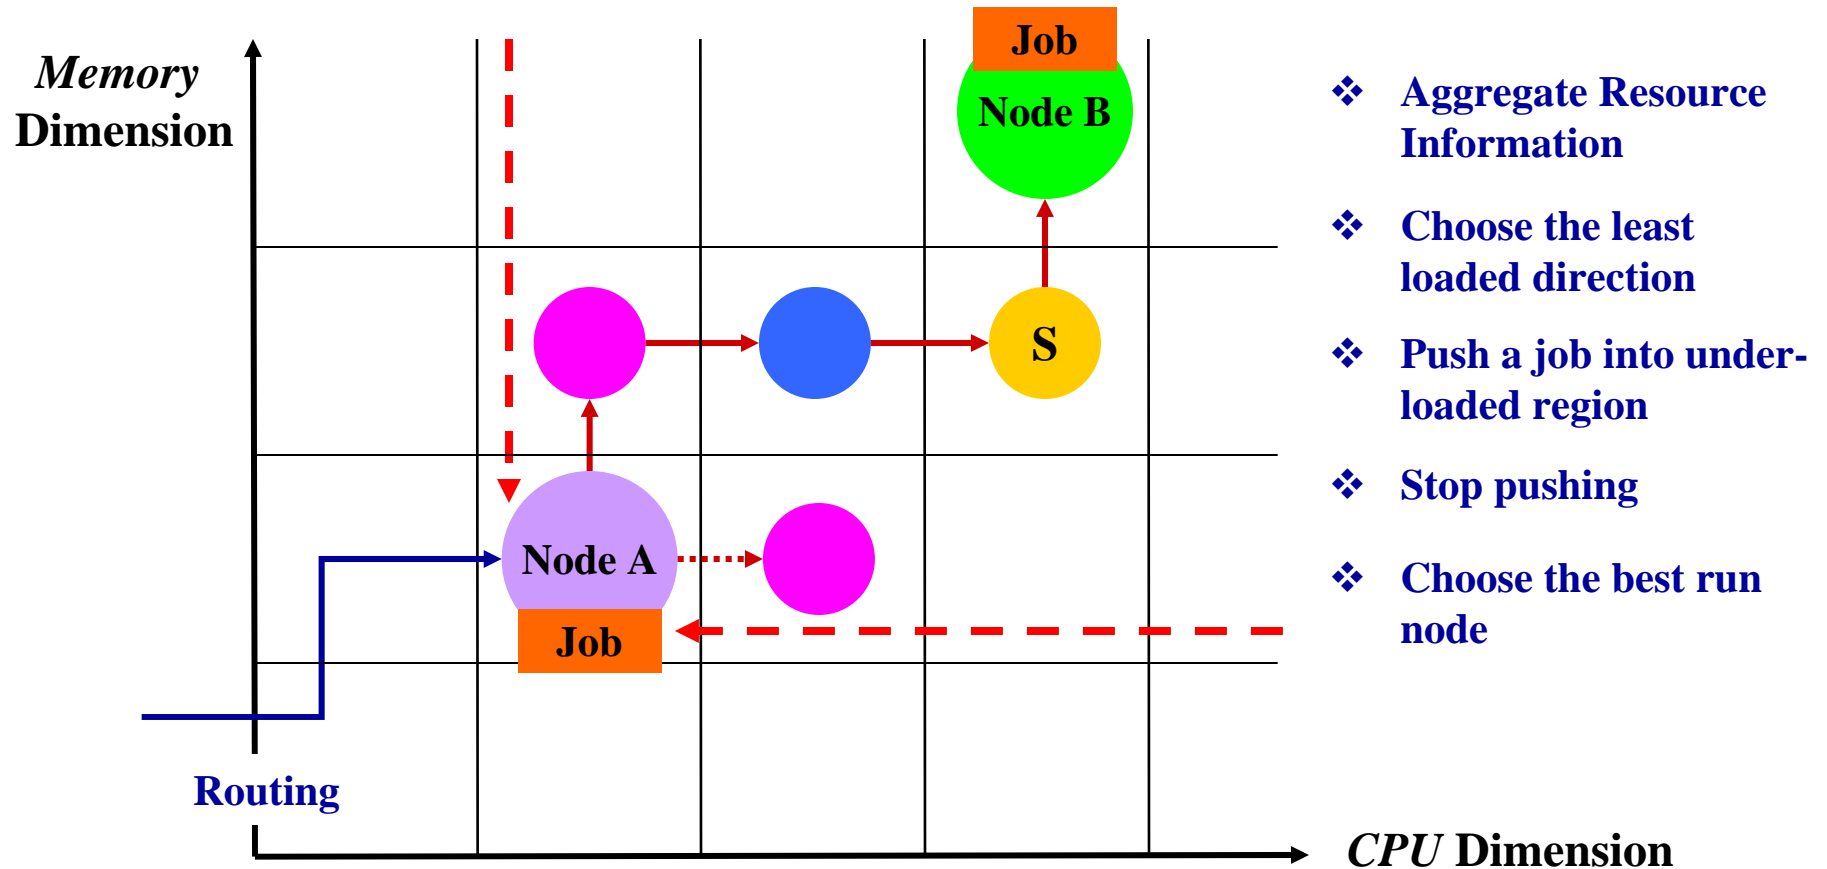 Memory
Dimension
Job
Node B
S
Node A
Job
Routing
CPU Dimension
❖ Aggregate Resource
Information
❖ Choose the least
loaded direction
❖ Push a job into under-
loaded region
❖ Stop pushing
❖ Choose the best run
node